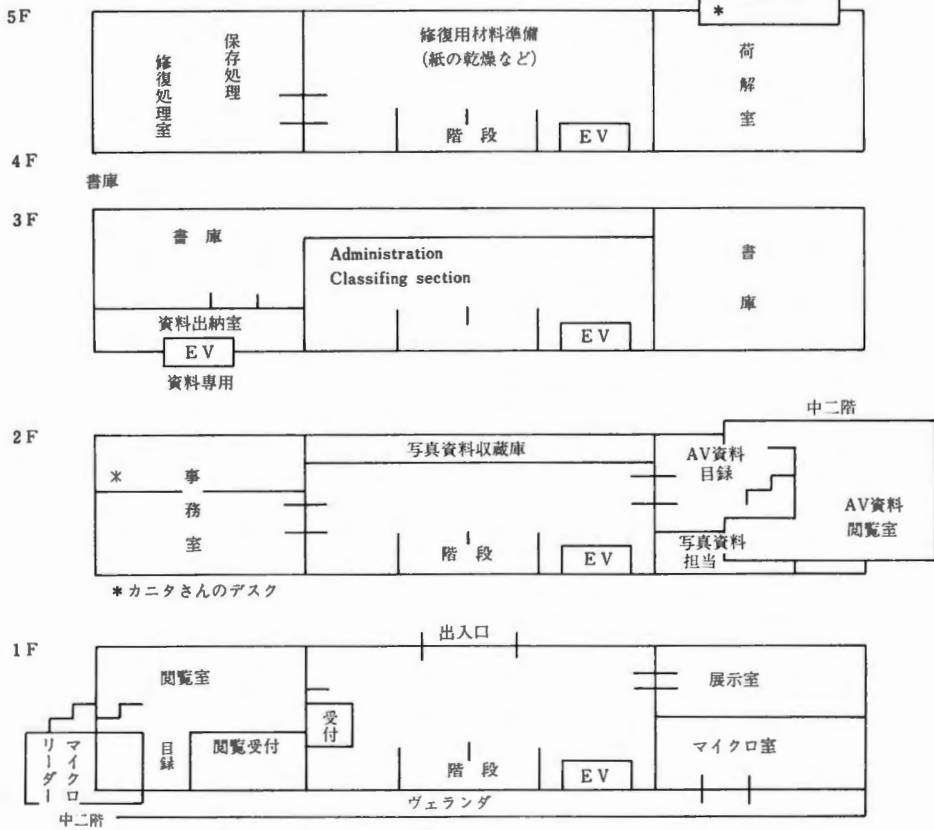 5F
*
保存処理
修復処理室
修復用材料準備
(紙の乾燥など)
階 段
EV
荷解室
4F
書庫
3F
書 庫
資料出納室
EV
資料専用
Administration
Classifing section
EV
書庫
中二階
2F
* 事務室
写真資料収蔵庫
階 段
EV
AV資料
目録
写真資料
担当
AV資料
閲覧室
*カニタさんのデスク
1F
出入口
閲覧室
マイクロ
リーダー
目録
閲覧受付
受付
階 段
EV
展示室
マイクロ室
ヴェランダ
中二階